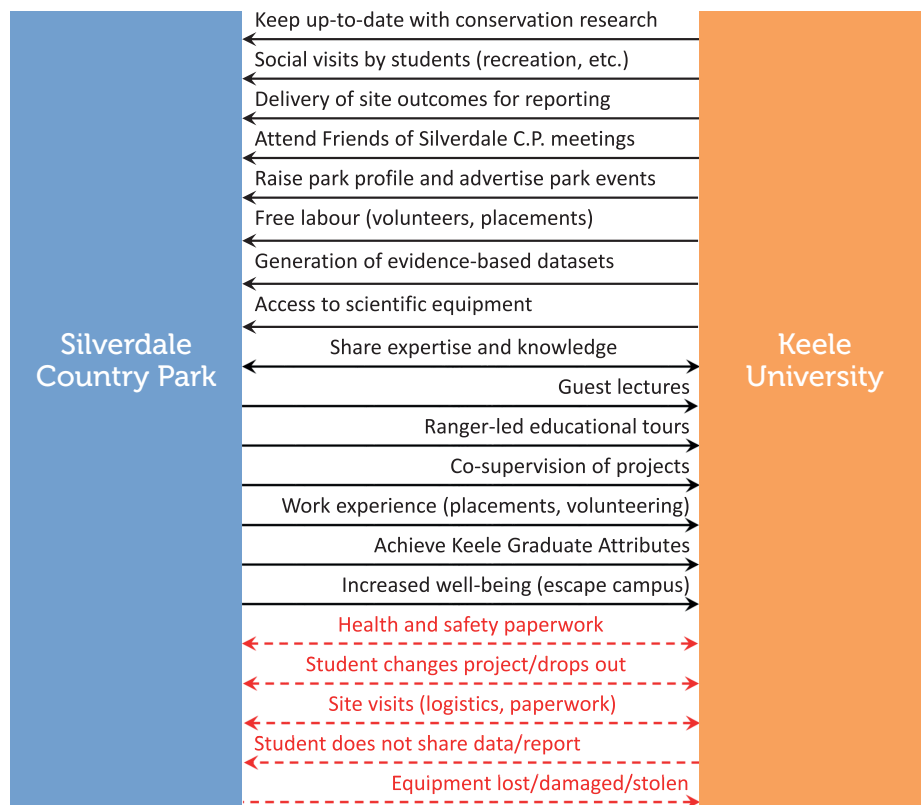 Keep up-to-date with conservation research
Social visits by students (recreation, etc.)
Delivery of site outcomes for reporting
Attend Friends of Silverdale C.P. meetings
Raise park profile and advertise park events
Free labour (volunteers, placements)
Generation of evidence-based datasets
Access to scientific equipment
Silverdale
Country Park
Keele
University
Share expertise and knowledge
Guest lectures
Ranger-led educational tours
Co-supervision of projects
Work experience (placements, volunteering)
Achieve Keele Graduate Attributes
Increased well-being (escape campus)
Health and safety paperwork
Student changes project/drops out
Site visits (logistics, paperwork)
Student does not share data/report
Equipment lost/damaged/stolen